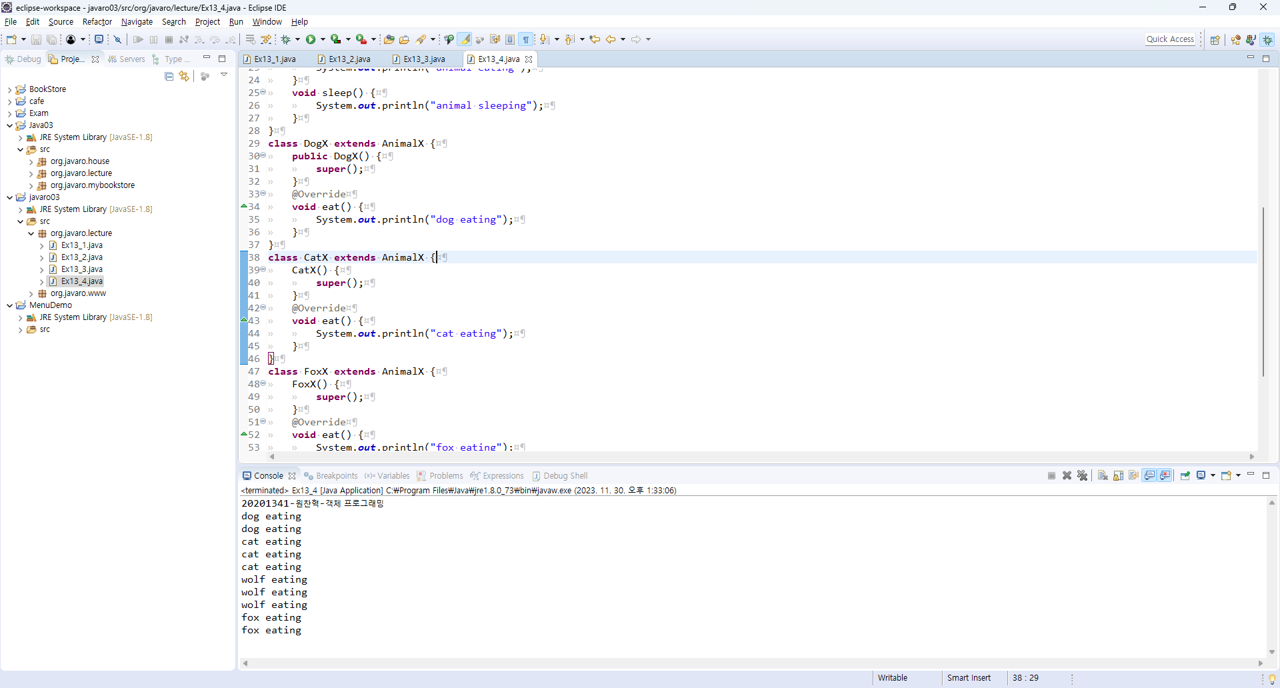 eclipse-workspace - javaro03/src/org/javaro/lecture/Ex13_4.java - Eclipse IDE
File Edit Source Refactor Navigate Search Project Run Window Help
Quick Access
Debug Proje... Servers Type ...
Ex13_1.java Ex13_2.java Ex13_3.java Ex13_4.java
BookStore
cafe
Exam
Java03
JRE System Library [JavaSE-1.8]
src
org.javaro.house
org.javaro.lecture
org.javaro.mybookstore
javaro03
JRE System Library [JavaSE-1.8]
src
org.javaro.lecture
Ex13_1.java
Ex13_2.java
Ex13_3.java
Ex13_4.java
org.javaro.www
MenuDemo
JRE System Library [JavaSE-1.8]
src
System.out.println("animal eating");
24 }
25 void sleep() {
26 System.out.println("animal sleeping");
27 }
28 }
29 class DogX extends AnimalX {
30 public DogX() {
31 super();
32 }
33 @Override
34 void eat() {
35 System.out.println("dog eating");
36 }
37 }
38 class CatX extends AnimalX {
39 CatX() {
40 super();
41 }
42 @Override
43 void eat() {
44 System.out.println("cat eating");
45 }
46 }
47 class FoxX extends AnimalX {
48 FoxX() {
49 super();
50 }
51 @Override
52 void eat() {
53 System.out.println("fox eating");
Console Breakpoints Variables Problems Expressions Debug Shell
<terminated> Ex13_4 [Java Application] C:₩Program Files₩Java₩jre1.8.0_73₩bin₩javaw.exe (2023. 11. 30. 오후 1:33:06)
20201341-원찬혁-객체 프로그래밍
dog eating
dog eating
cat eating
cat eating
cat eating
wolf eating
wolf eating
wolf eating
fox eating
fox eating
Writable Smart Insert 38 : 29